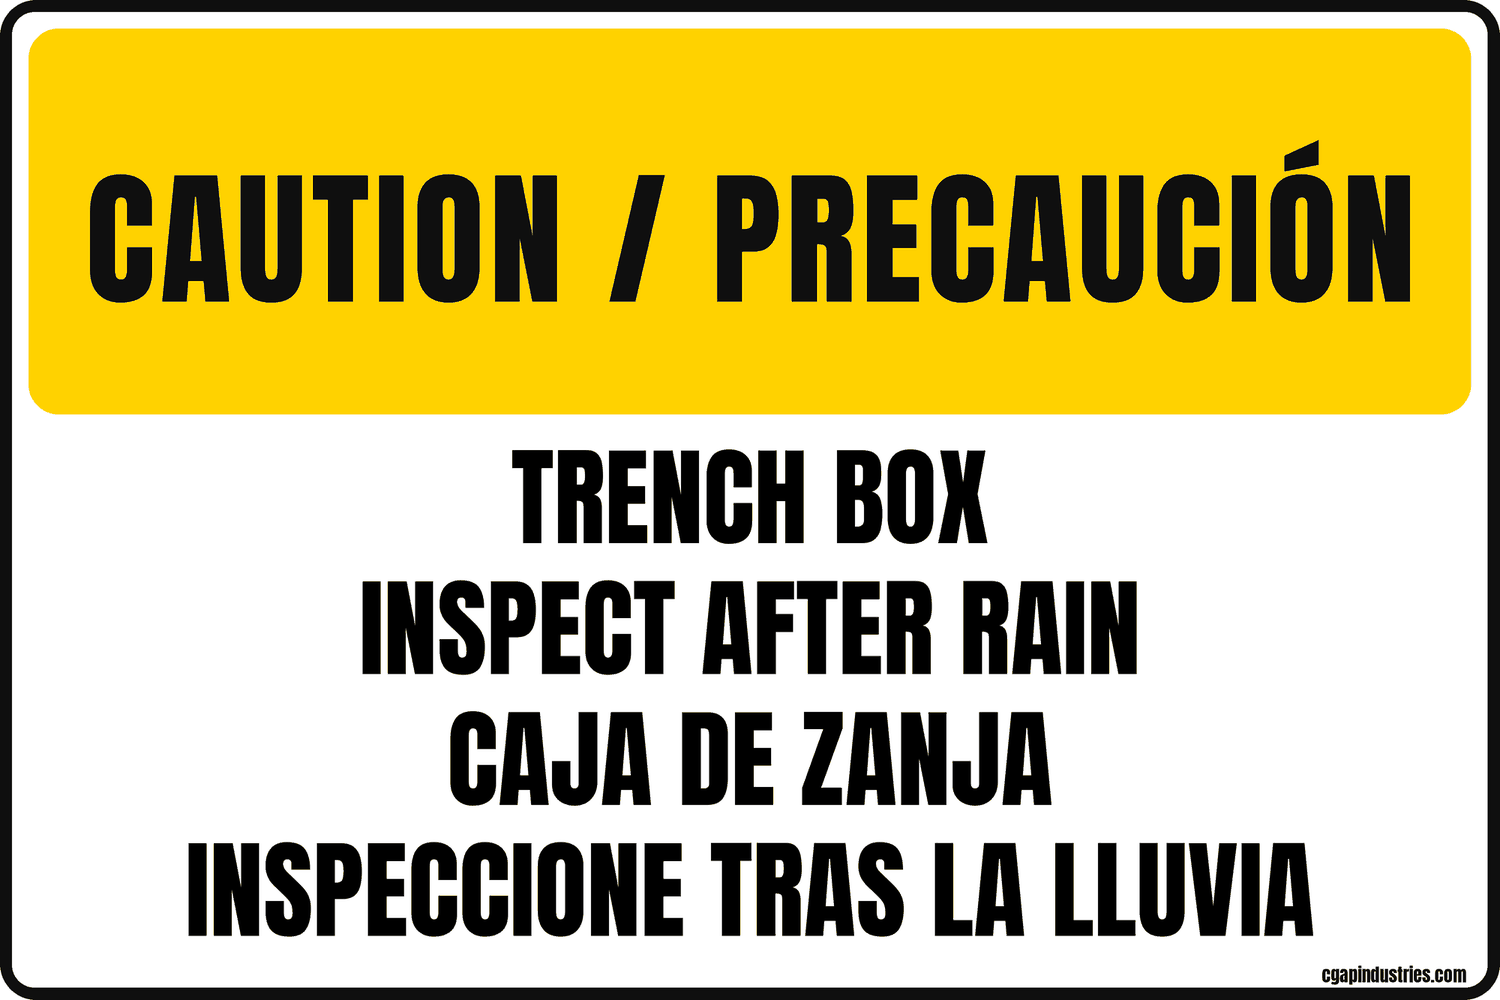 CAUTION / PRECAUCIÓN
TRENCH BOX
INSPECT AFTER RAIN
CAJA DE ZANJA
INSPECCIONE TRAS LA LLUVIA
cgapindustries.com